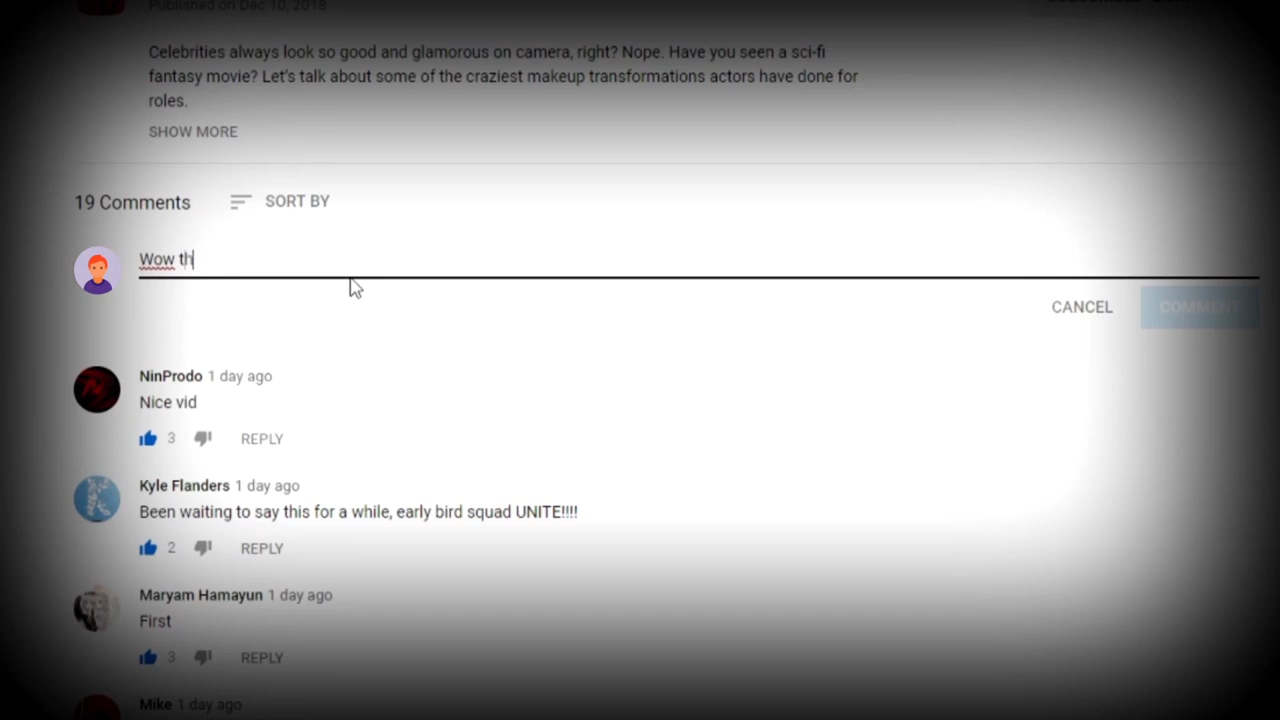 Published on Dec 10, 2018
Celebrities always look so good and glamorous on camera, right? Nope. Have you seen a sci-fi
fantasy movie? Let's talk about some of the craziest makeup transformations actors have done for
roles.
SHOW MORE
19 Comments SORT BY
Wow th
CANCEL COMMENT
NinProdo 1 day ago
Nice vid
3 REPLY
Kyle Flanders 1 day ago
Been waiting to say this for a while, early bird squad UNITE!!!!
2 REPLY
Maryam Hamayun 1 day ago
First
3 REPLY
Mike 1 day ago